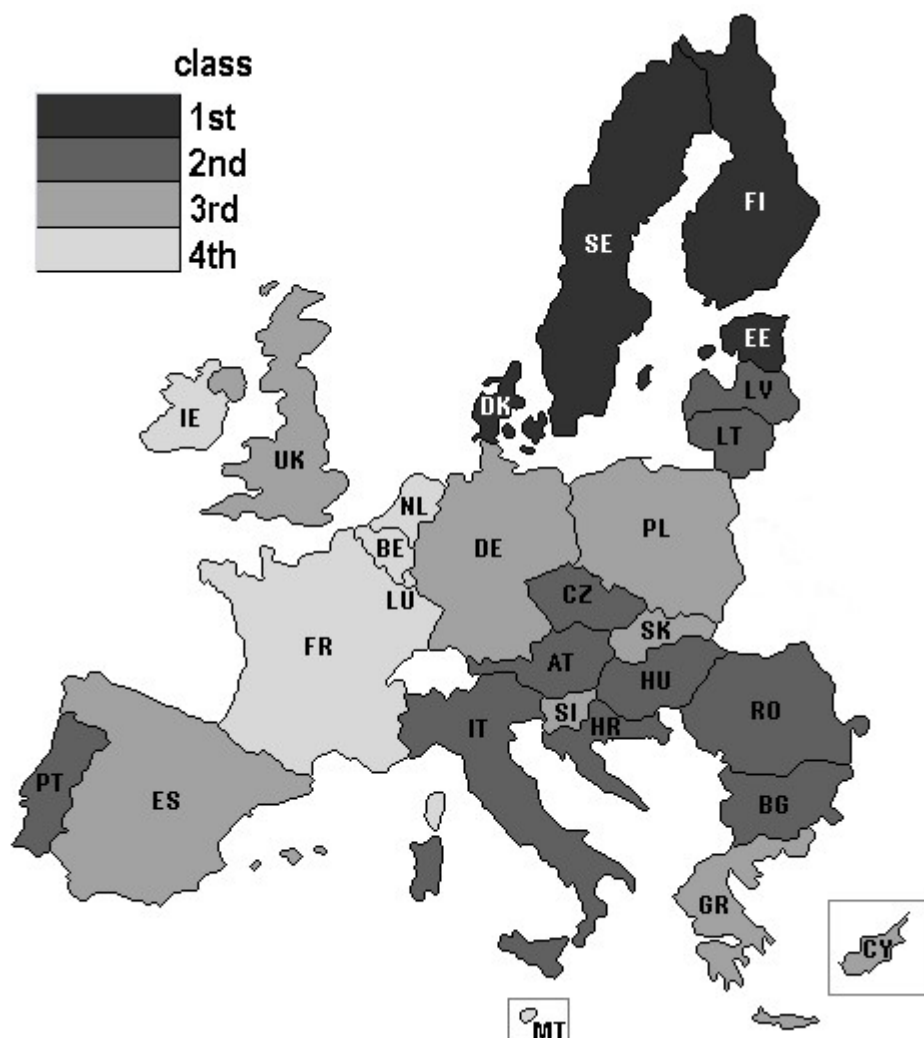 class
1st
2nd
3rd
4th
FI
SE
EE
LV
DK
LT
IE
UK
NL
PL
BE
DE
CZ
LU
SK
FR
AT
HU
SI
RO
IT
HR
PT
ES
BG
GR
CY
MT